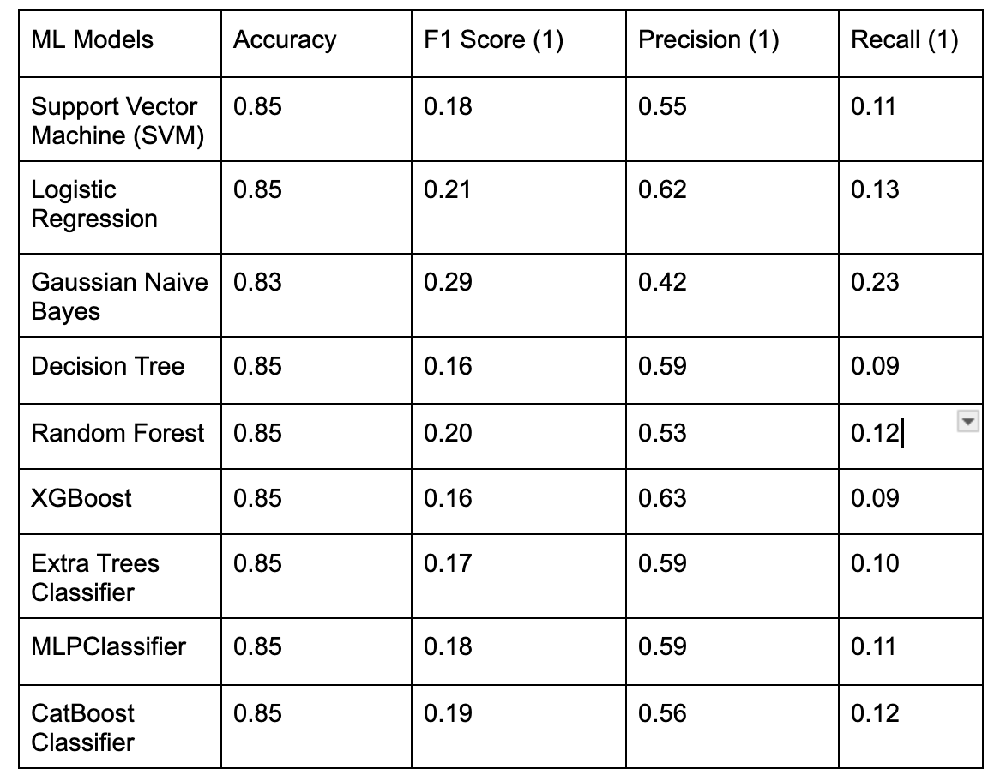 ML Models Accuracy F1 Score (1) Precision (1) Recall (1)
Support Vector 0.85 0.18 0.55 0.11
Machine (SVM)
Logistic 0.85 0.21 0.62 0.13
Regression
Gaussian Naive 0.83 0.29 0.42 0.23
Bayes
Decision Tree 0.85 0.16 0.59 0.09
Random Forest 0.85 0.20 0.53 0.12
XGBoost 0.85 0.16 0.63 0.09
Extra Trees 0.85 0.17 0.59 0.10
Classifier
MLPClassifier 0.85 0.18 0.59 0.11
CatBoost 0.85 0.19 0.56 0.12
Classifier